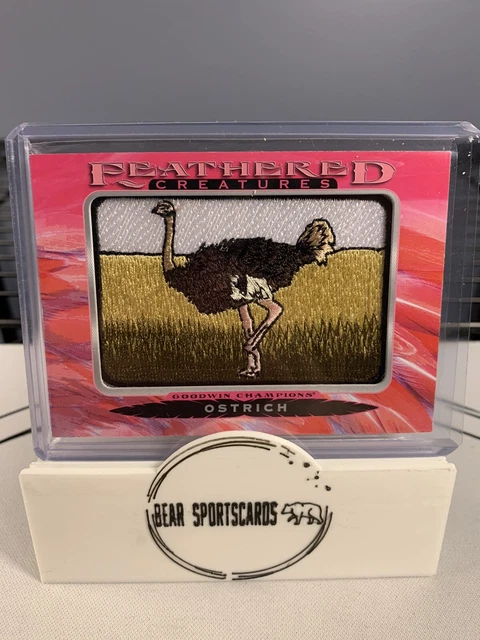 FEATHERED
CREATURES
GOODWIN CHAMPIONS®
OSTRICH
BEAR SPORTSCARDS